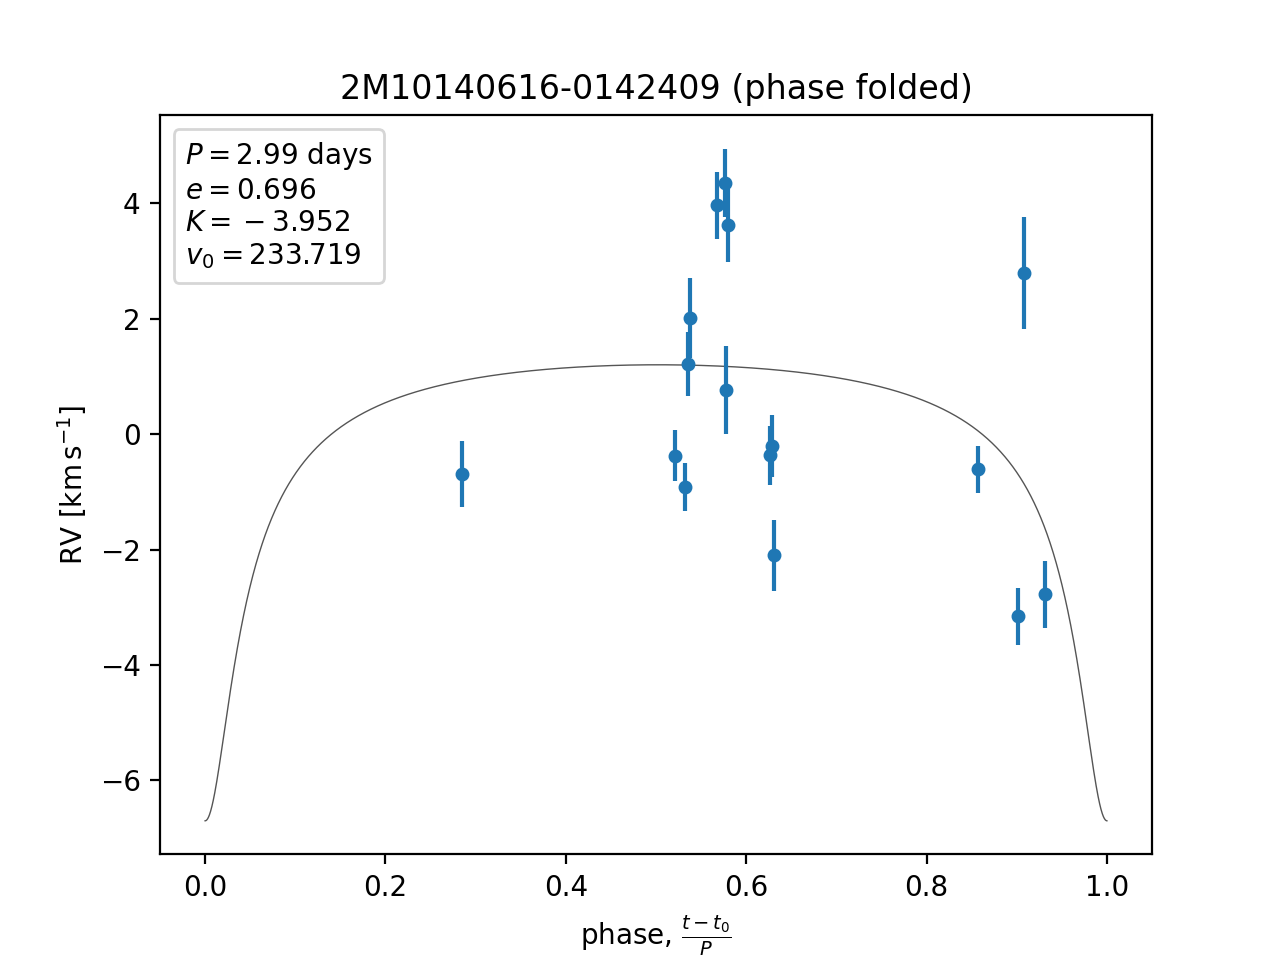 2M10140616-0142409 (phase folded)
P = 2.99 days
e = 0.696
K = −3.952
v₀ = 233.719
4
2
0
−2
−4
−6
RV [km s⁻¹]
0.0 0.2 0.4 0.6 0.8 1.0
phase, (t − t₀)/P